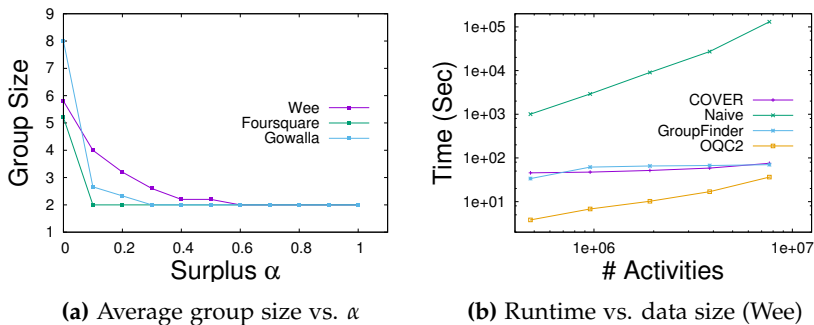 9
8
7
6
5
4
3
2
1
Group Size
Wee
Foursquare
Gowalla
0 0.2 0.4 0.6 0.8 1
Surplus α
(a) Average group size vs. α
1e+05
1e+04
1e+03
1e+02
1e+01
Time (Sec)
COVER
Naive
GroupFinder
OQC2
1e+06 1e+07
# Activities
(b) Runtime vs. data size (Wee)